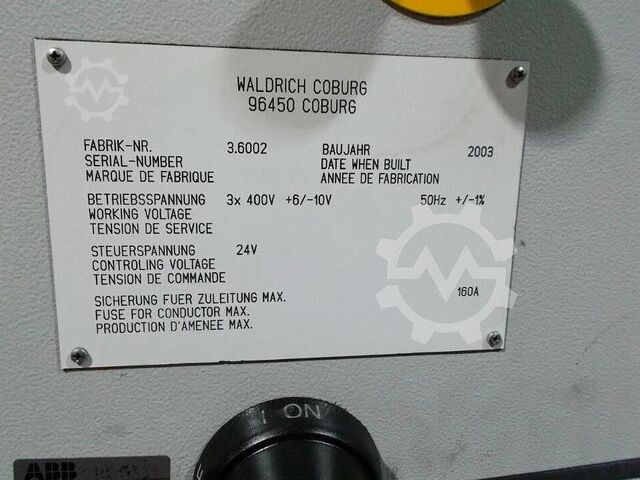 WALDRICH COBURG
96450 COBURG
FABRIK-NR. 3.6002 BAUJAHR 2003
SERIAL-NUMBER DATE WHEN BUILT
MARQUE DE FABRIQUE ANNEE DE FABRICATION
BETRIEBSSPANNUNG 3x 400V +6/-10V 50Hz +/-1%
WORKING VOLTAGE
TENSION DE SERVICE
STEUERSPANNUNG 24V
CONTROLING VOLTAGE
TENSION DE COMMANDE
SICHERUNG FUER ZULEITUNG MAX. 160A
FUSE FOR CONDUCTOR MAX.
PRODUCTION D'AMENEE MAX.
I ON
ABB